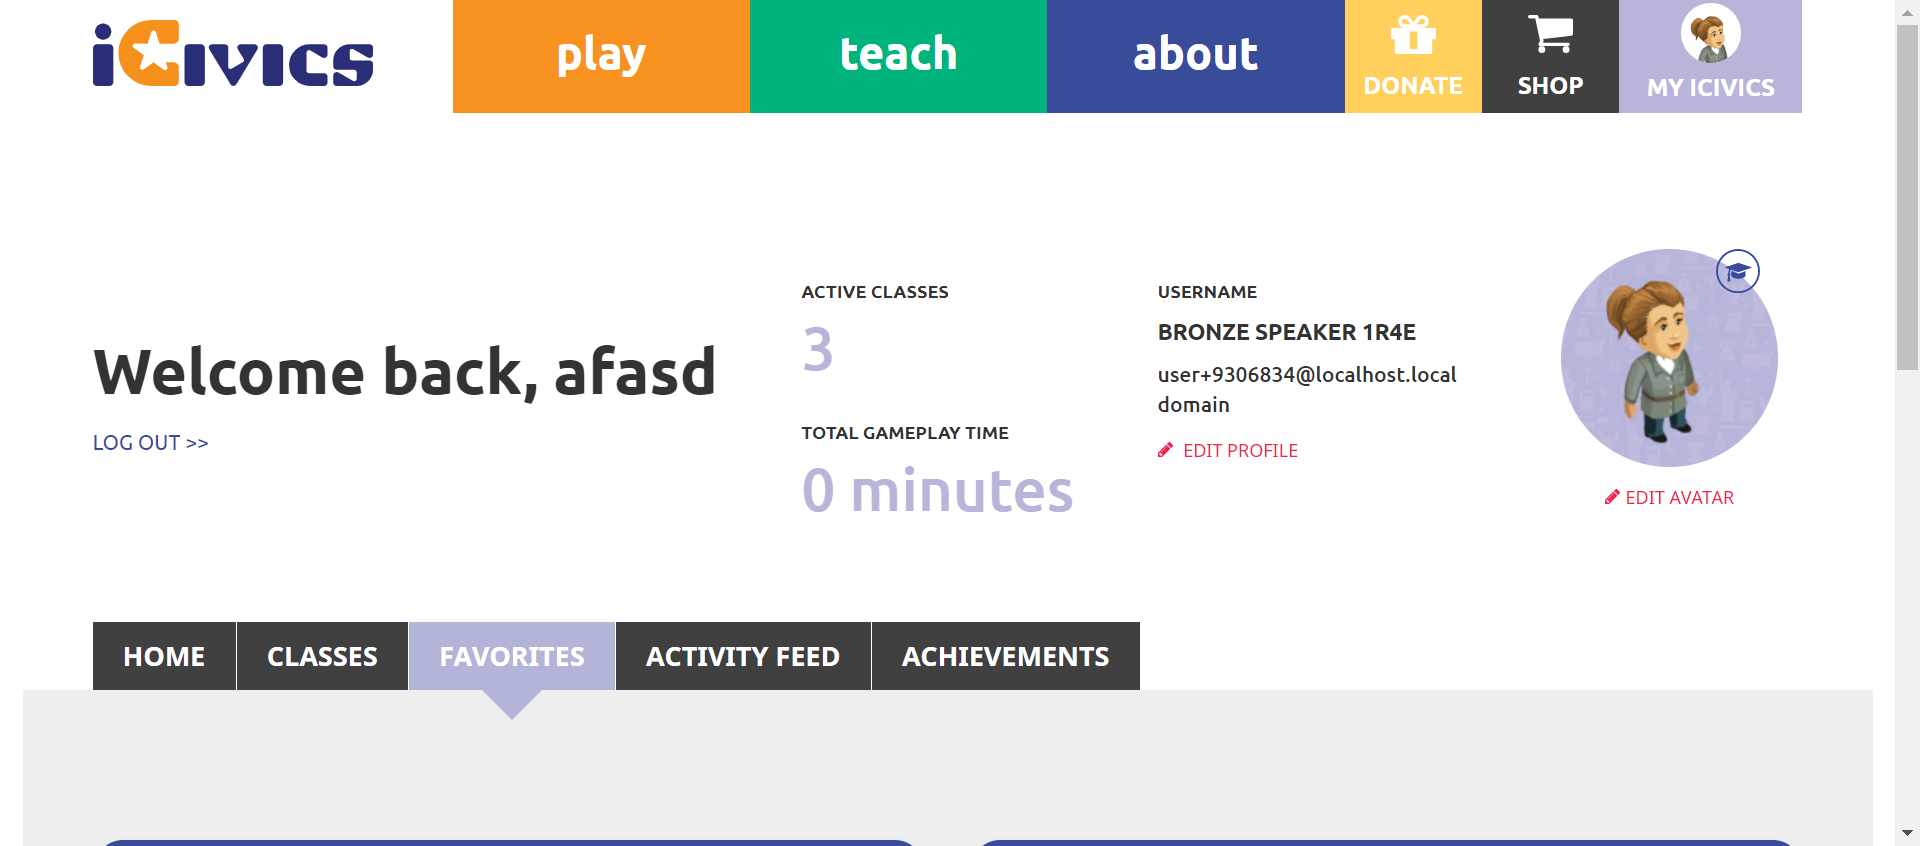 iCivics
play
teach
about
DONATE
SHOP
MY ICIVICS
Welcome back, afasd
LOG OUT >>
ACTIVE CLASSES
3
TOTAL GAMEPLAY TIME
0 minutes
USERNAME
BRONZE SPEAKER 1R4E
user+9306834@localhost.local
domain
EDIT PROFILE
EDIT AVATAR
HOME
CLASSES
FAVORITES
ACTIVITY FEED
ACHIEVEMENTS